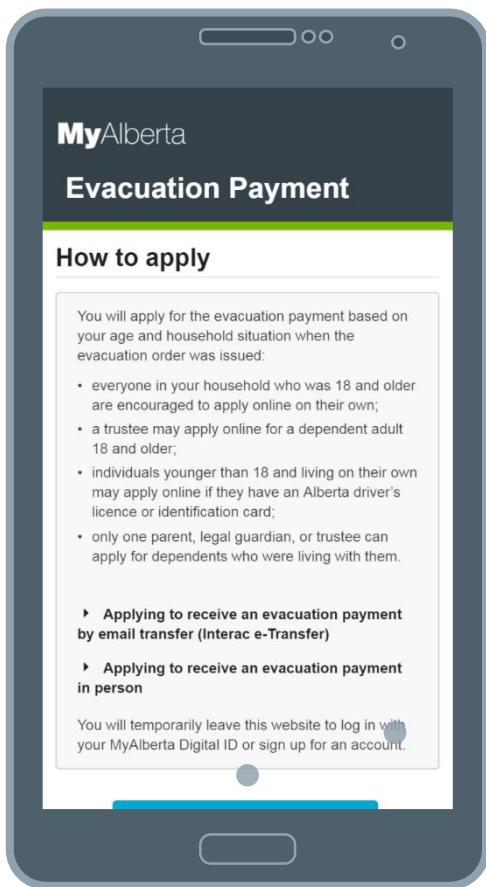 MyAlberta
Evacuation Payment
How to apply
You will apply for the evacuation payment based on
your age and household situation when the
evacuation order was issued:
• everyone in your household who was 18 and older
are encouraged to apply online on their own;
• a trustee may apply online for a dependent adult
18 and older;
• individuals younger than 18 and living on their own
may apply online if they have an Alberta driver's
licence or identification card;
• only one parent, legal guardian, or trustee can
apply for dependents who were living with them.
Applying to receive an evacuation payment
by email transfer (Interac e-Transfer)
Applying to receive an evacuation payment
in person
You will temporarily leave this website to log in with
your MyAlberta Digital ID or sign up for an account.